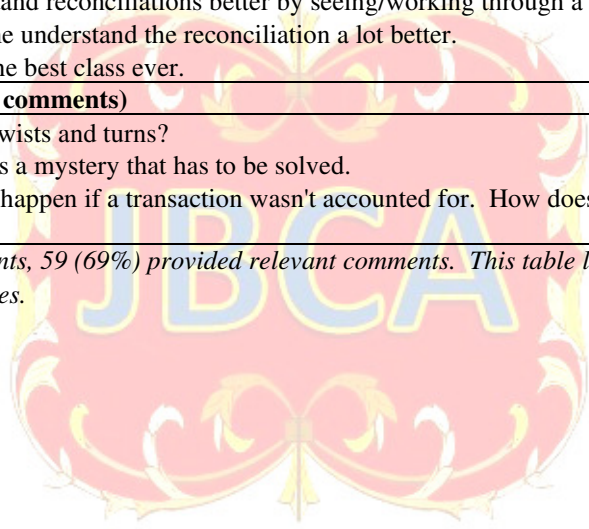 and reconciliations better by seeing/working through a
ne understand the reconciliation a lot better.
ne best class ever.
comments)
wists and turns?
s a mystery that has to be solved.
happen if a transaction wasn't accounted for. How does
nts, 59 (69%) provided relevant comments. This table l
es.
JBCA